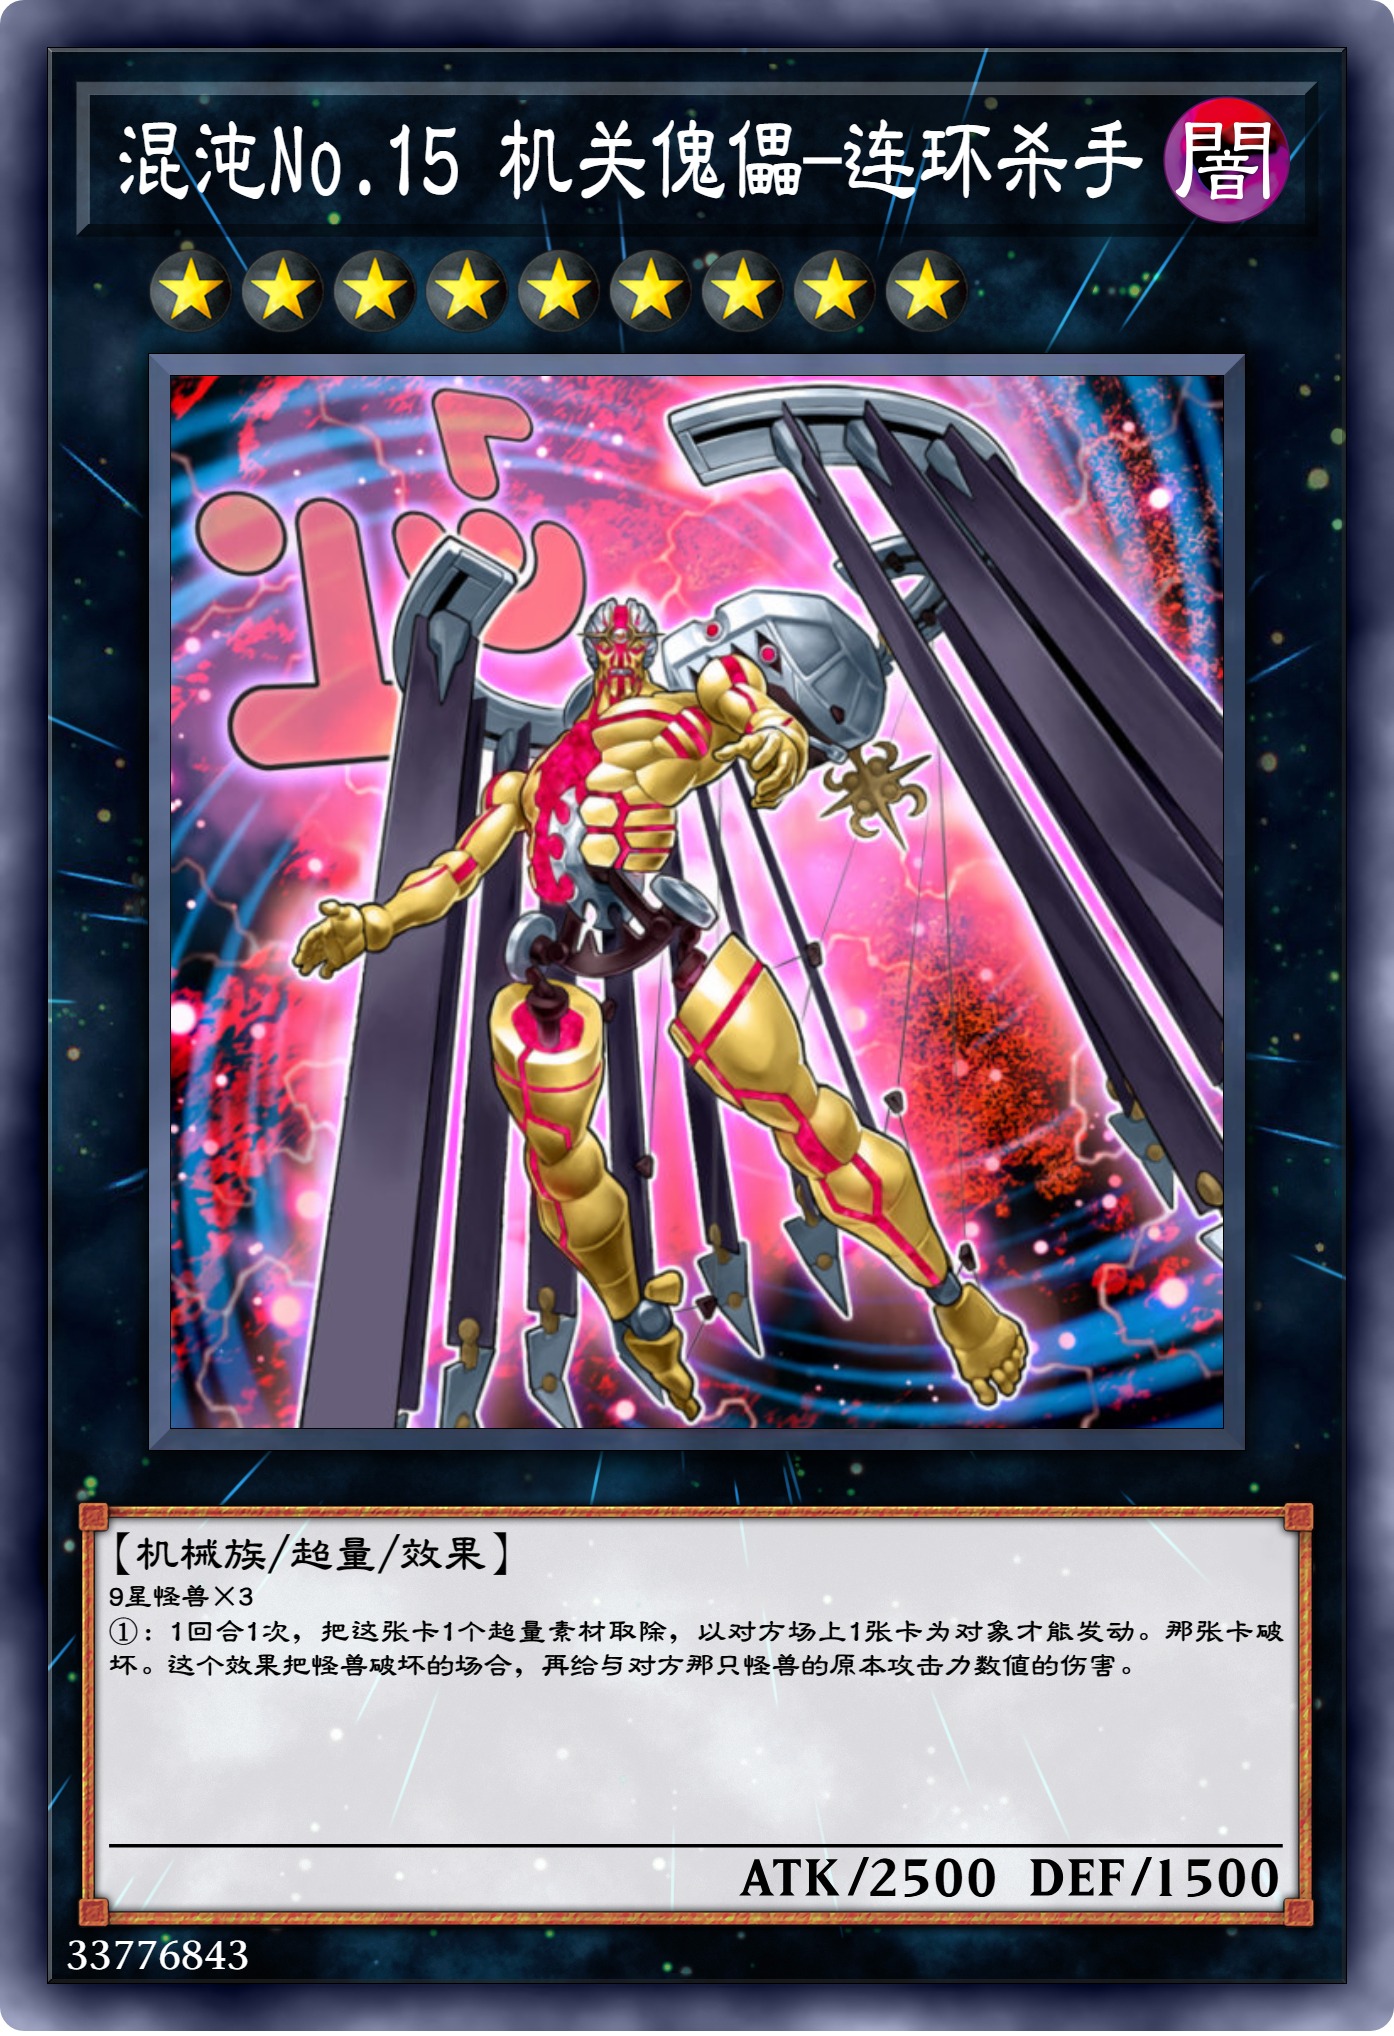 混沌No.15 机关傀儡-连环杀手 闇
【机械族/超量/效果】
9星怪兽×3
①：1回合1次，把这张卡1个超量素材取除，以对方场上1张卡为对象才能发动。那张卡破
坏。这个效果把怪兽破坏的场合，再给与对方那只怪兽的原本攻击力数值的伤害。
ATK/2500 DEF/1500
33776843